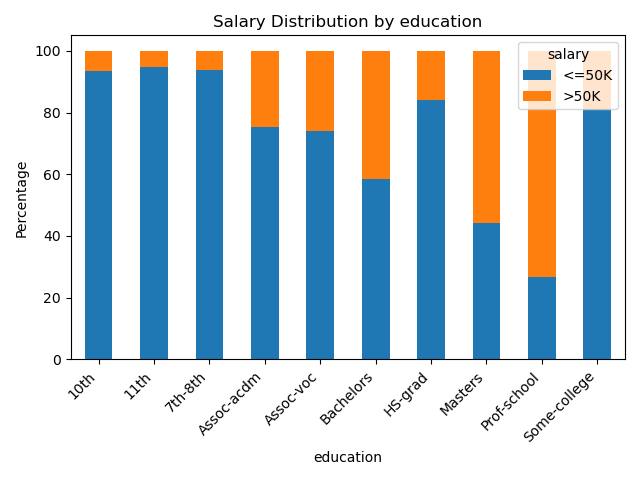 Salary Distribution by education
salary
<=50K
>50K
Percentage
100
80
60
40
20
0
10th
11th
7th-8th
Assoc-acdm
Assoc-voc
Bachelors
HS-grad
Masters
Prof-school
Some-college
education